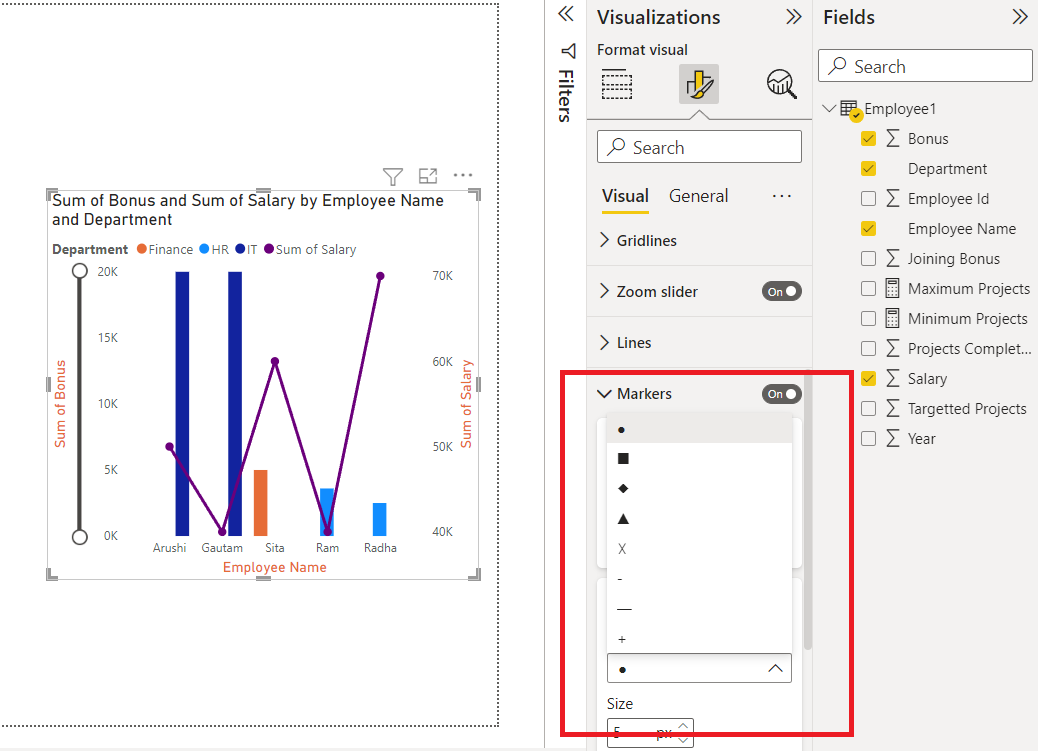 Sum of Bonus and Sum of Salary by Employee Name
and Department
Department Finance HR IT Sum of Salary
20K
15K
10K
5K
0K
Sum of Bonus
70K
60K
50K
40K
Sum of Salary
Arushi Gautam Sita Ram Radha
Employee Name
Filters
Visualizations
Format visual
Search
Visual General
Gridlines
Zoom slider On
Lines
Markers On
X
-
—
+
Size
5 px
Fields
Search
Employee1
Bonus
Department
Employee Id
Employee Name
Joining Bonus
Maximum Projects
Minimum Projects
Projects Complet...
Salary
Targetted Projects
Year